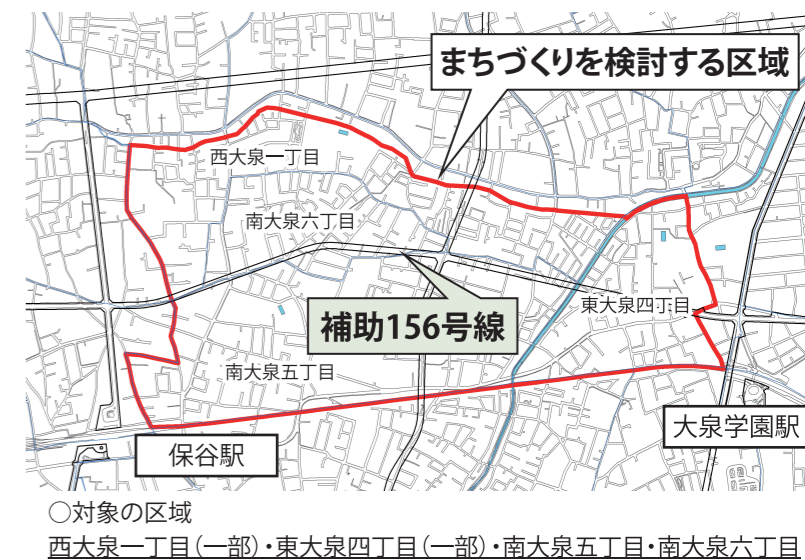 まちづくりを検討する区域
西大泉一丁目
南大泉六丁目
東大泉四丁目
補助156号線
南大泉五丁目
大泉学園駅
保谷駅
○対象の区域
西大泉一丁目(一部)・東大泉四丁目(一部)・南大泉五丁目・南大泉六丁目